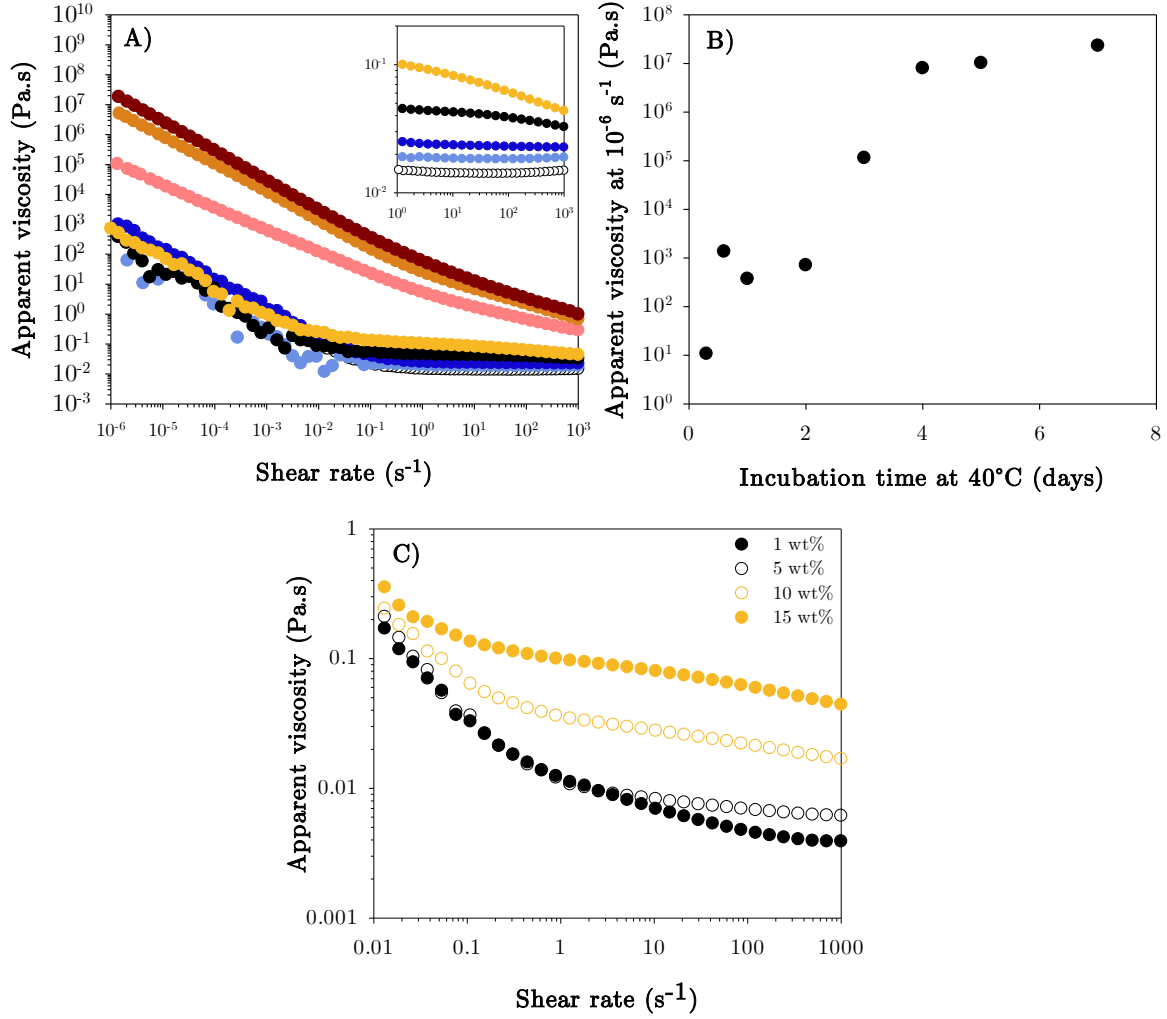 A)
Apparent viscosity (Pa.s)
10^10
10^9
10^8
10^7
10^6
10^5
10^4
10^3
10^2
10^1
10^0
10^-1
10^-2
10^-3
10^-6 10^-5 10^-4 10^-3 10^-2 10^-1 10^0 10^1 10^2 10^3
Shear rate (s^-1)
10^-1
10^-2
10^0 10^1 10^2 10^3
B)
Apparent viscosity at 10^-6 s^-1 (Pa.s)
10^8
10^7
10^6
10^5
10^4
10^3
10^2
10^1
10^0
0 2 4 6 8
Incubation time at 40°C (days)
C)
1 wt%
5 wt%
10 wt%
15 wt%
Apparent viscosity (Pa.s)
1
0.1
0.01
0.001
0.01 0.1 1 10 100 1000
Shear rate (s^-1)